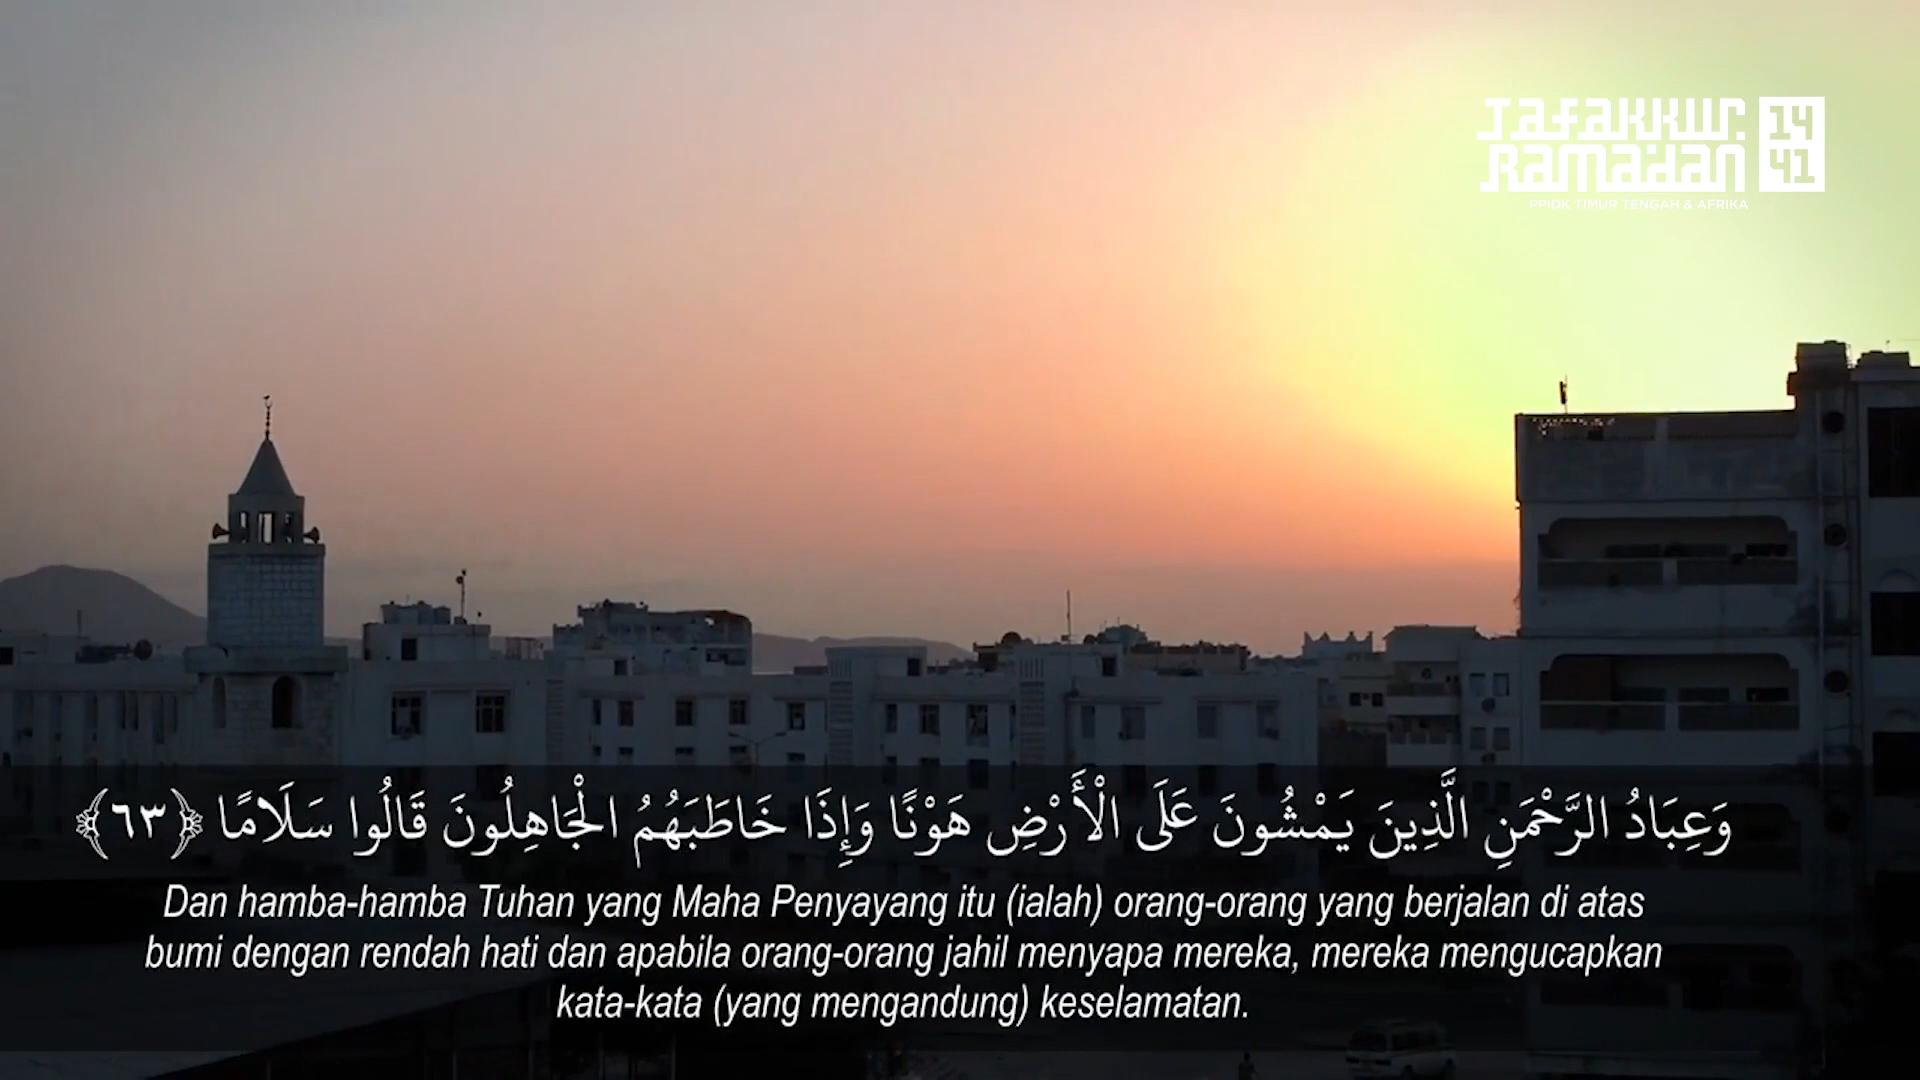 Tafakkur
Ramadan
14
41
PPIDK TIMUR TENGAH & AFRIKA
وَعِبَادُ الرَّحْمَنِ الَّذِينَ يَمْشُونَ عَلَى الْأَرْضِ هَوْنًا وَإِذَا خَاطَبَهُمُ الْجَاهِلُونَ قَالُوا سَلَامًا ﴿٦٣﴾
Dan hamba-hamba Tuhan yang Maha Penyayang itu (ialah) orang-orang yang berjalan di atas
bumi dengan rendah hati dan apabila orang-orang jahil menyapa mereka, mereka mengucapkan
kata-kata (yang mengandung) keselamatan.